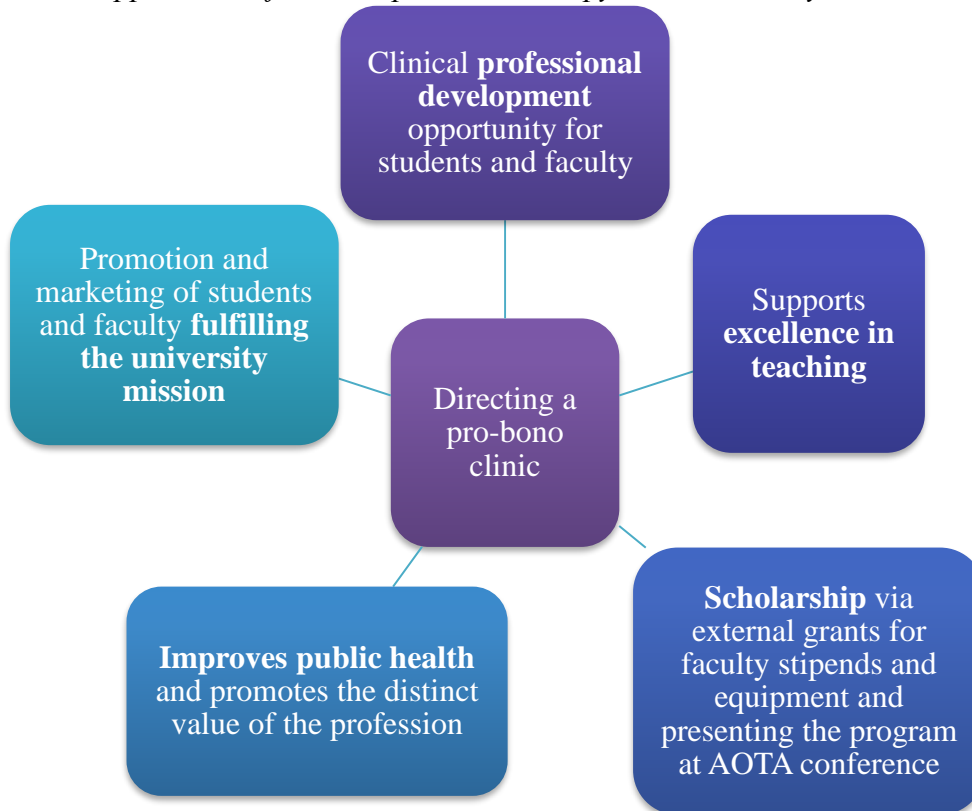 Clinical professional
development
opportunity for
students and faculty
Promotion and
marketing of students
and faculty fulfilling
the university
mission
Supports
excellence in
teaching
Directing a
pro-bono
clinic
Improves public health
and promotes the distinct
value of the profession
Scholarship via
external grants for
faculty stipends and
equipment and
presenting the program
at AOTA conference